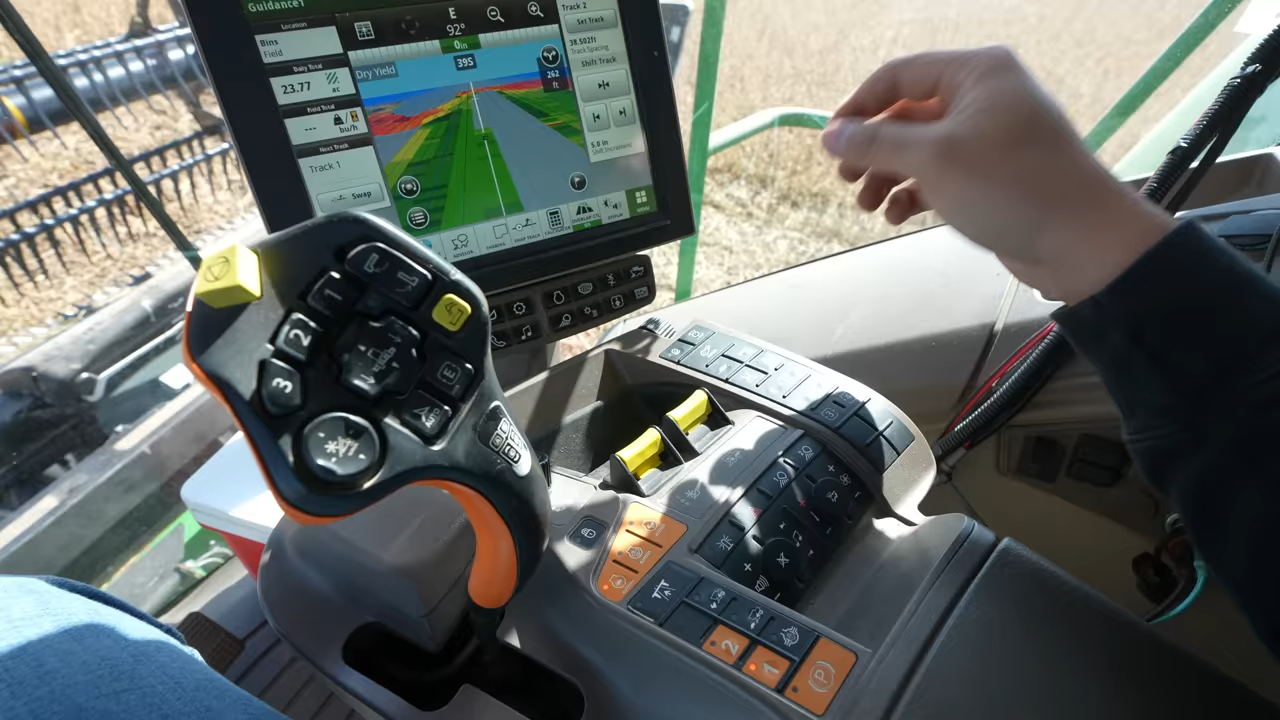 Guidance1
Location
Bins
Field
Daily Total
23.77
ac
Field Total
---
bu/h
Next Track
Track 1
Swap
E
92°
0in
395
Dry Yield
262
ft
Track 2
Set Track
38.502ft
Track Spacing
Shift Track
5.0 in
Shift Increment
1
2
3
E
2
1
P